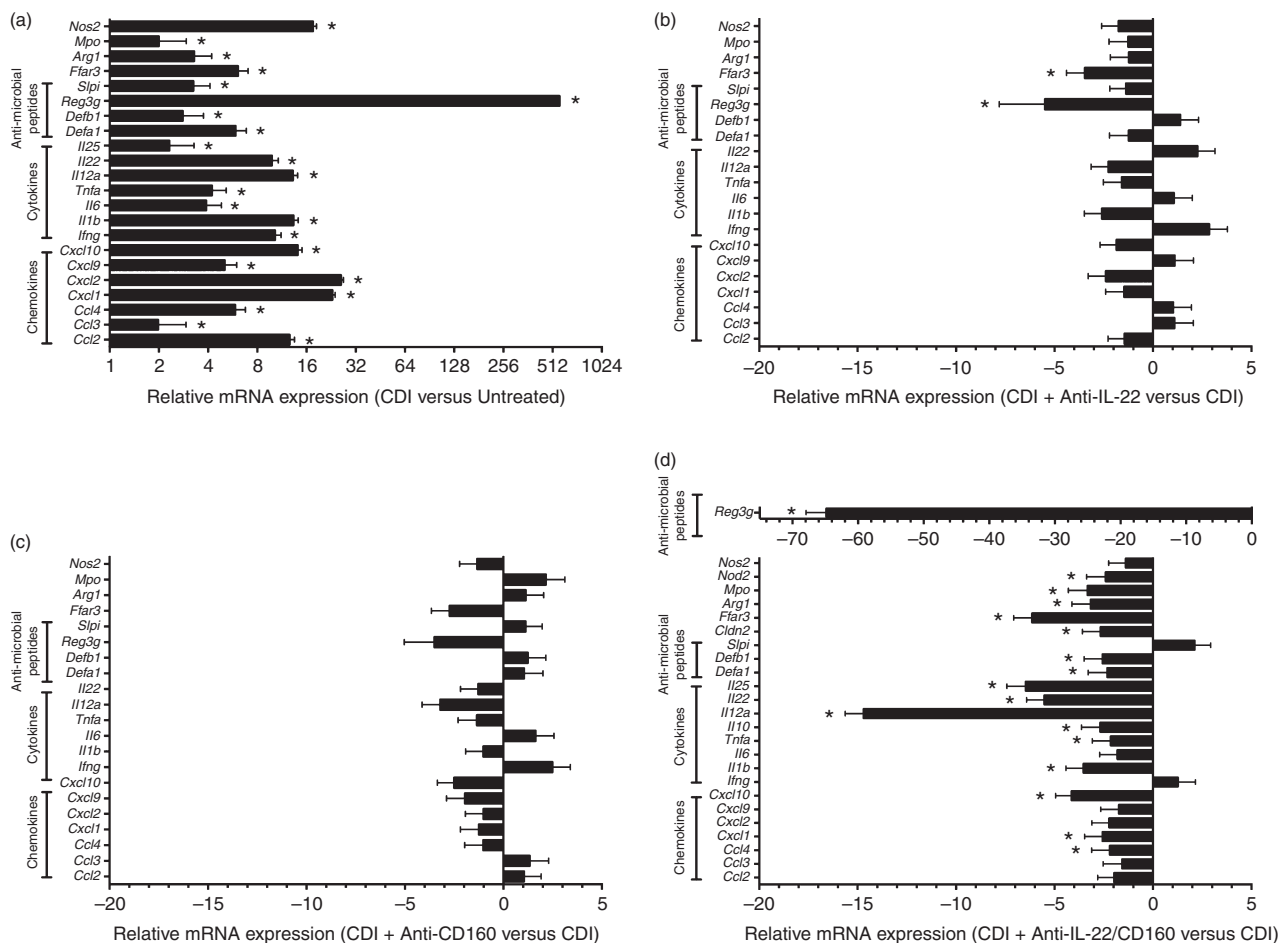 (a)
Nos2
Mpo
Arg1
Ffar3
Slpi
Reg3g
Defb1
Defa1
Il25
Il22
Il12a
Tnfa
Il6
Il1b
Ifng
Cxcl10
Cxcl9
Cxcl2
Cxcl1
Ccl4
Ccl3
Ccl2
Anti-microbial
peptides
Cytokines
Chemokines
* * * * * * * * * * * * * * * * * * * * * *
1 2 4 8 16 32 64 128 256 512 1024
Relative mRNA expression (CDI versus Untreated)
(b)
Nos2
Mpo
Arg1
Ffar3 *
Slpi
Reg3g *
Defb1
Defa1
Il22
Il12a
Tnfa
Il6
Il1b
Ifng
Cxcl10
Cxcl9
Cxcl2
Cxcl1
Ccl4
Ccl3
Ccl2
Anti-microbial
peptides
Cytokines
Chemokines
−20 −15 −10 −5 0 5
Relative mRNA expression (CDI + Anti-IL-22 versus CDI)
(c)
Nos2
Mpo
Arg1
Ffar3
Slpi
Reg3g
Defb1
Defa1
Il22
Il12a
Tnfa
Il6
Il1b
Ifng
Cxcl10
Cxcl9
Cxcl2
Cxcl1
Ccl4
Ccl3
Ccl2
Anti-microbial
peptides
Cytokines
Chemokines
−20 −15 −10 −5 0 5
Relative mRNA expression (CDI + Anti-CD160 versus CDI)
(d)
Anti-microbial
peptides
Reg3g *
−70 −60 −50 −40 −30 −20 −10 0
Nos2
Nod2 *
Mpo *
Arg1 *
Ffar3 *
Cldn2 *
Slpi
Defb1 *
Defa1 *
Il25 *
Il22 *
Il12a *
Il10 *
Tnfa *
Il6
Il1b *
Ifng
Cxcl10 *
Cxcl9
Cxcl2
Cxcl1 *
Ccl4 *
Ccl3
Ccl2
Anti-microbial
peptides
Cytokines
Chemokines
−20 −15 −10 −5 0 5
Relative mRNA expression (CDI + Anti-IL-22/CD160 versus CDI)